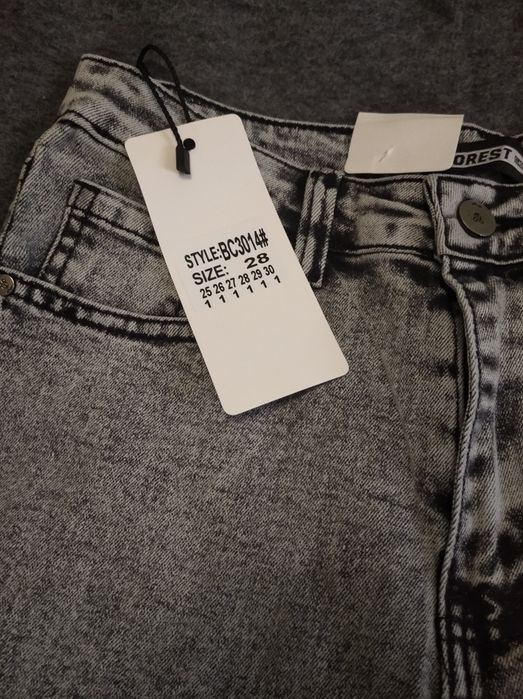 OREST
STYLE:BC3014#
SIZE: 28
25 26 27 28 29 30
1 1 1 1 1 1